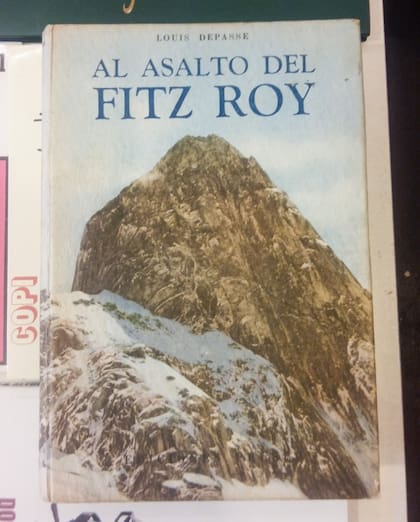 LOUIS DEPASSE
AL ASALTO DEL
FITZ ROY
COPI